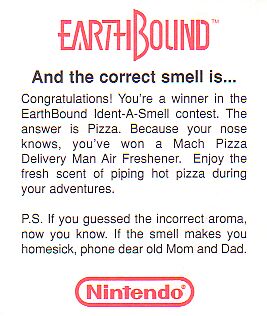 EARTHBOUND™
And the correct smell is...
Congratulations! You're a winner in the
EarthBound Ident-A-Smell contest. The
answer is Pizza. Because your nose
knows, you've won a Mach Pizza
Delivery Man Air Freshener. Enjoy the
fresh scent of piping hot pizza during
your adventures.
P.S. If you guessed the incorrect aroma,
now you know. If the smell makes you
homesick, phone dear old Mom and Dad.
Nintendo®